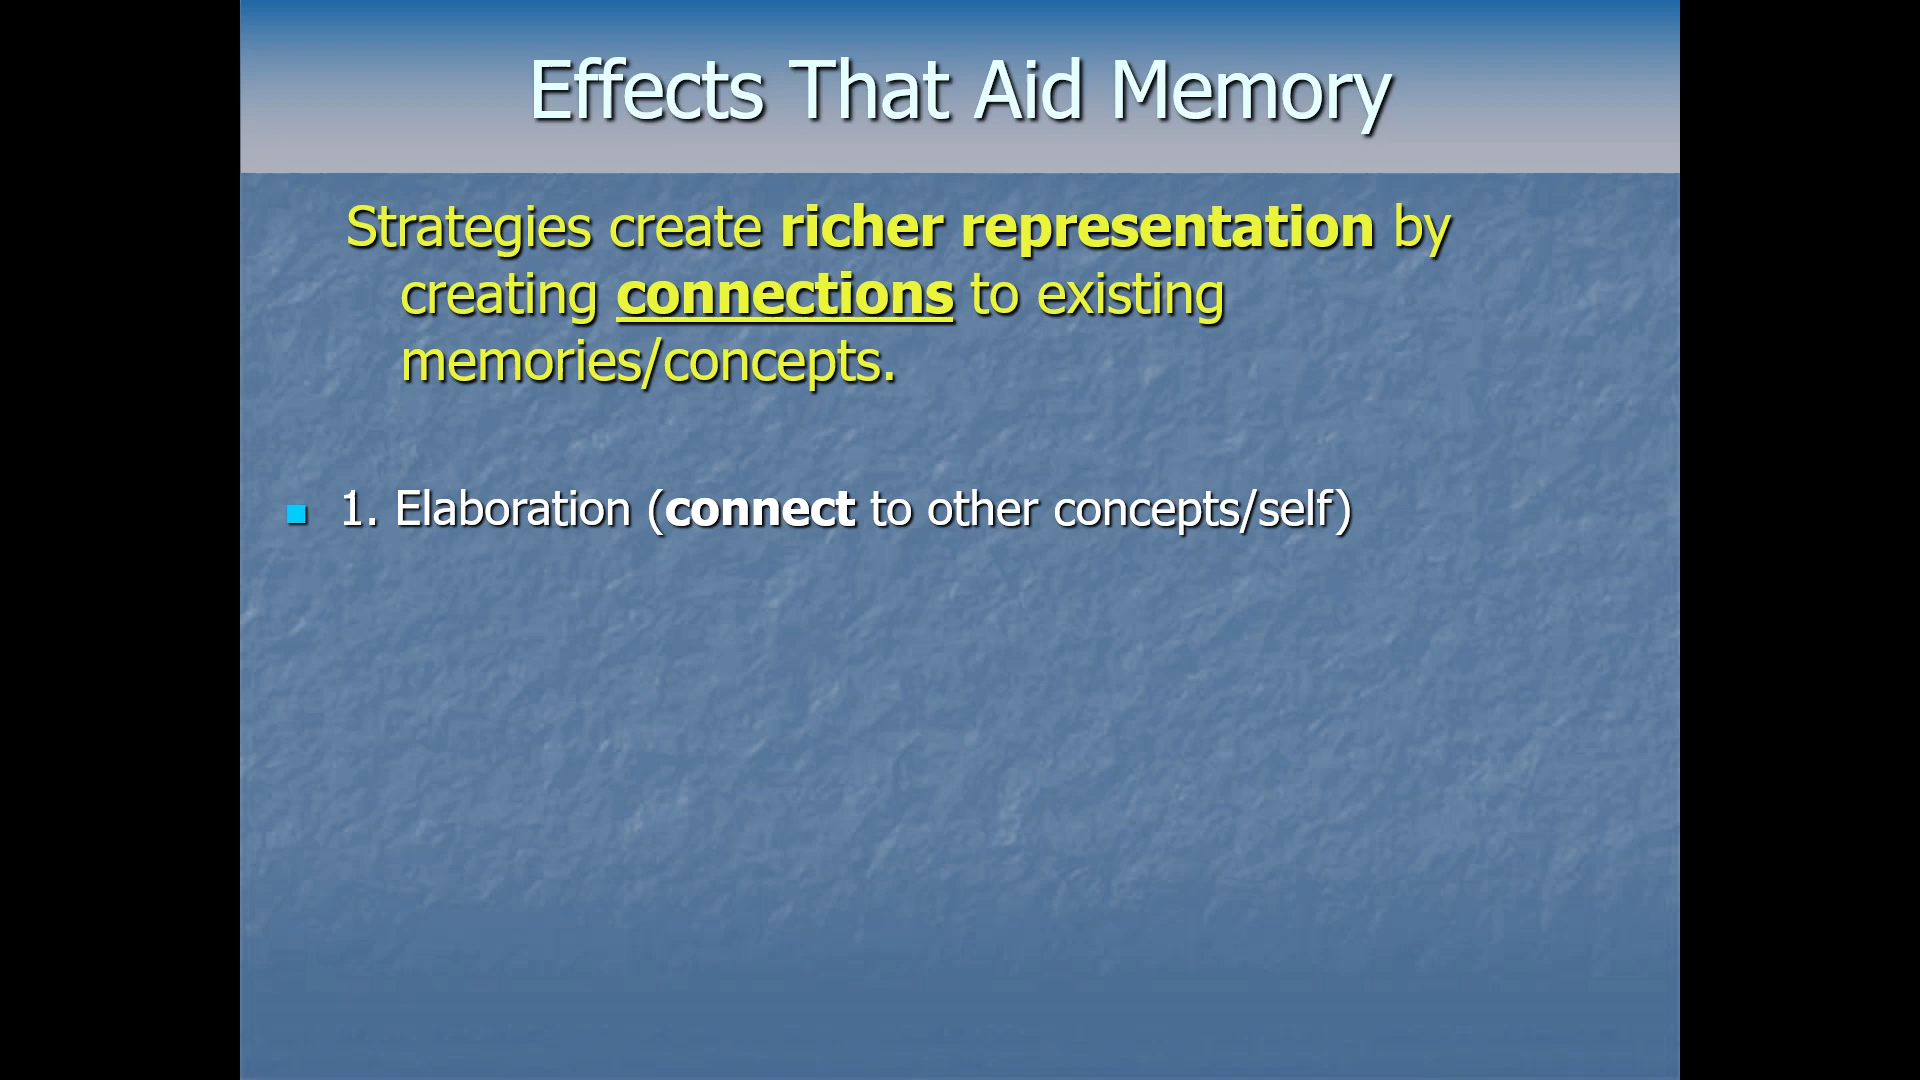 Effects That Aid Memory
Strategies create richer representation by
creating connections to existing
memories/concepts.
1. Elaboration (connect to other concepts/self)